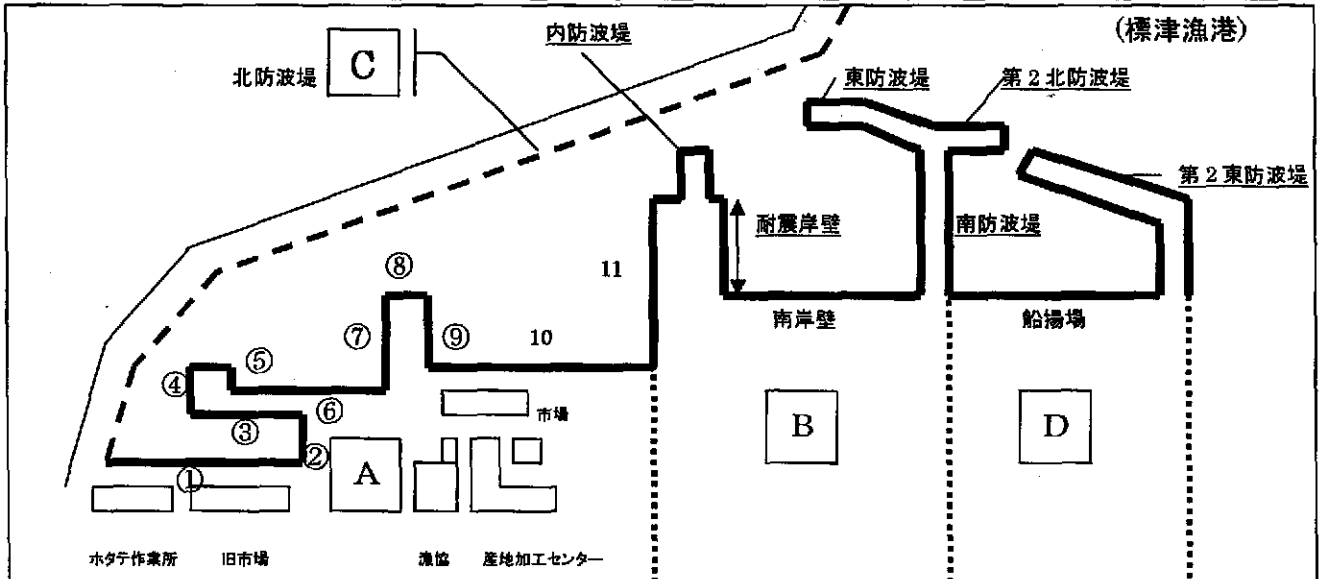 (標津漁港)
内防波堤
北防波堤
C
東防波堤
第2北防波堤
第2東防波堤
耐震岸壁
南防波堤
⑧
11
南岸壁
船揚場
⑦
⑨
10
⑤
④
⑥
市場
③
②
①
A
B
D
ホタテ作業所
旧市場
漁協
産地加工センター